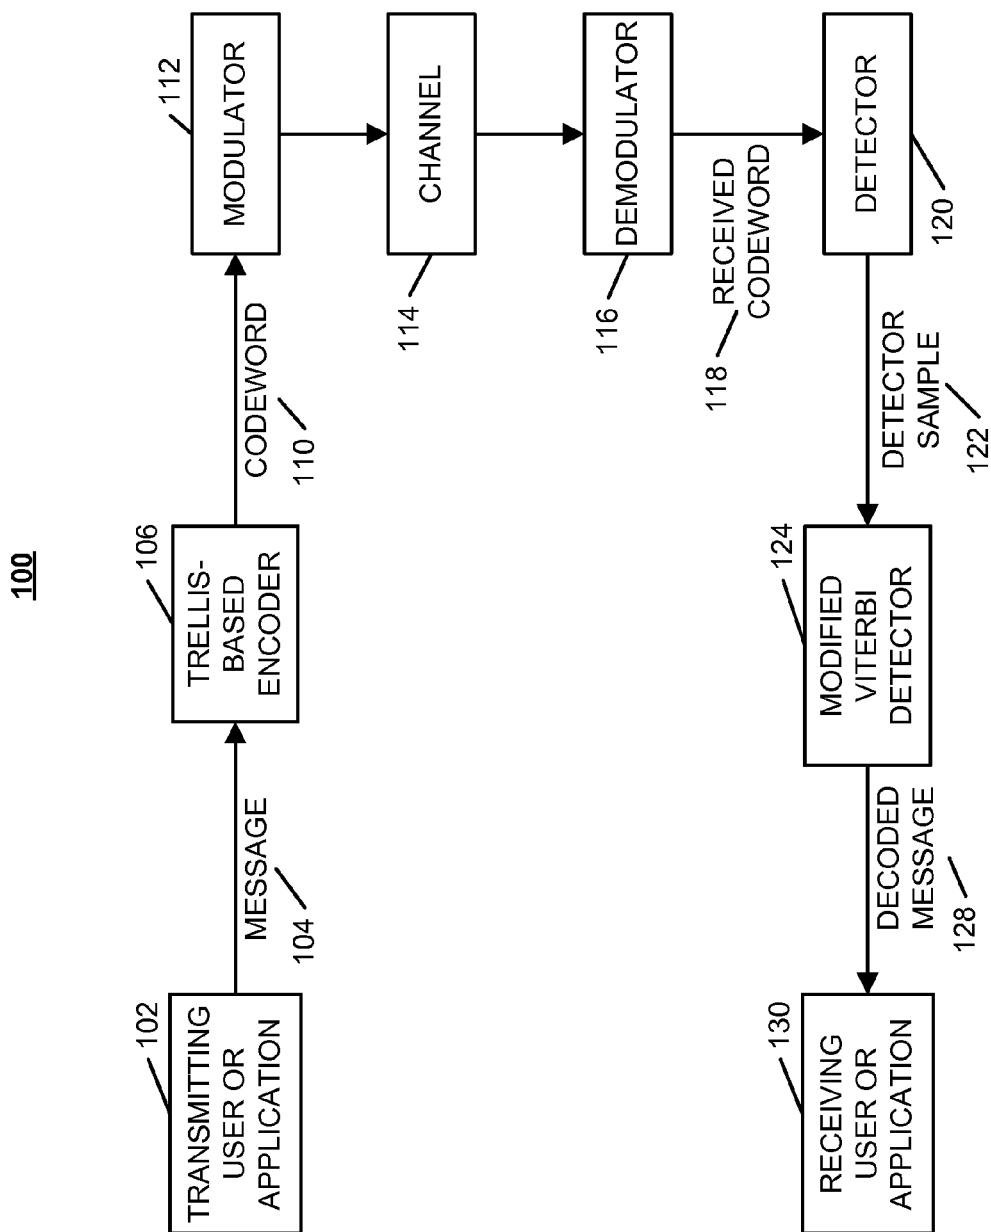 100
102
TRANSMITTING
USER OR
APPLICATION
MESSAGE
104
106
TRELLIS-
BASED
ENCODER
CODEWORD
110
112
MODULATOR
CHANNEL
114
DEMODULATOR
116
118
RECEIVED
CODEWORD
DETECTOR
120
DETECTOR
SAMPLE
122
124
MODIFIED
VITERBI
DETECTOR
DECODED
MESSAGE
128
130
RECEIVING
USER OR
APPLICATION